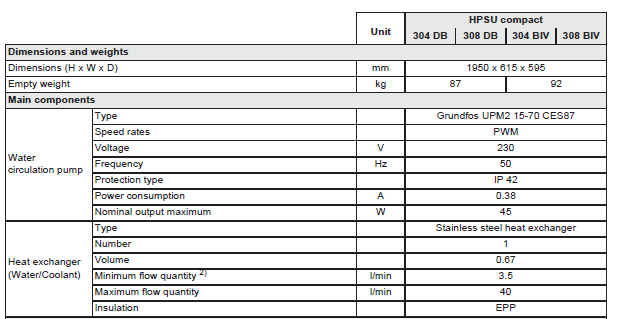 HPSU compact
Unit 304 DB 308 DB 304 BIV 308 BIV
Dimensions and weights
Dimensions (H x W x D) mm 1950 x 615 x 595
Empty weight kg 87 92
Main components
Water circulation pump
Type Grundfos UPM2 15-70 CES87
Speed rates PWM
Voltage V 230
Frequency Hz 50
Protection type IP 42
Power consumption A 0.38
Nominal output maximum W 45
Heat exchanger (Water/Coolant)
Type Stainless steel heat exchanger
Number 1
Volume 0.67
Minimum flow quantity 2) l/min 3.5
Maximum flow quantity l/min 40
Insulation EPP